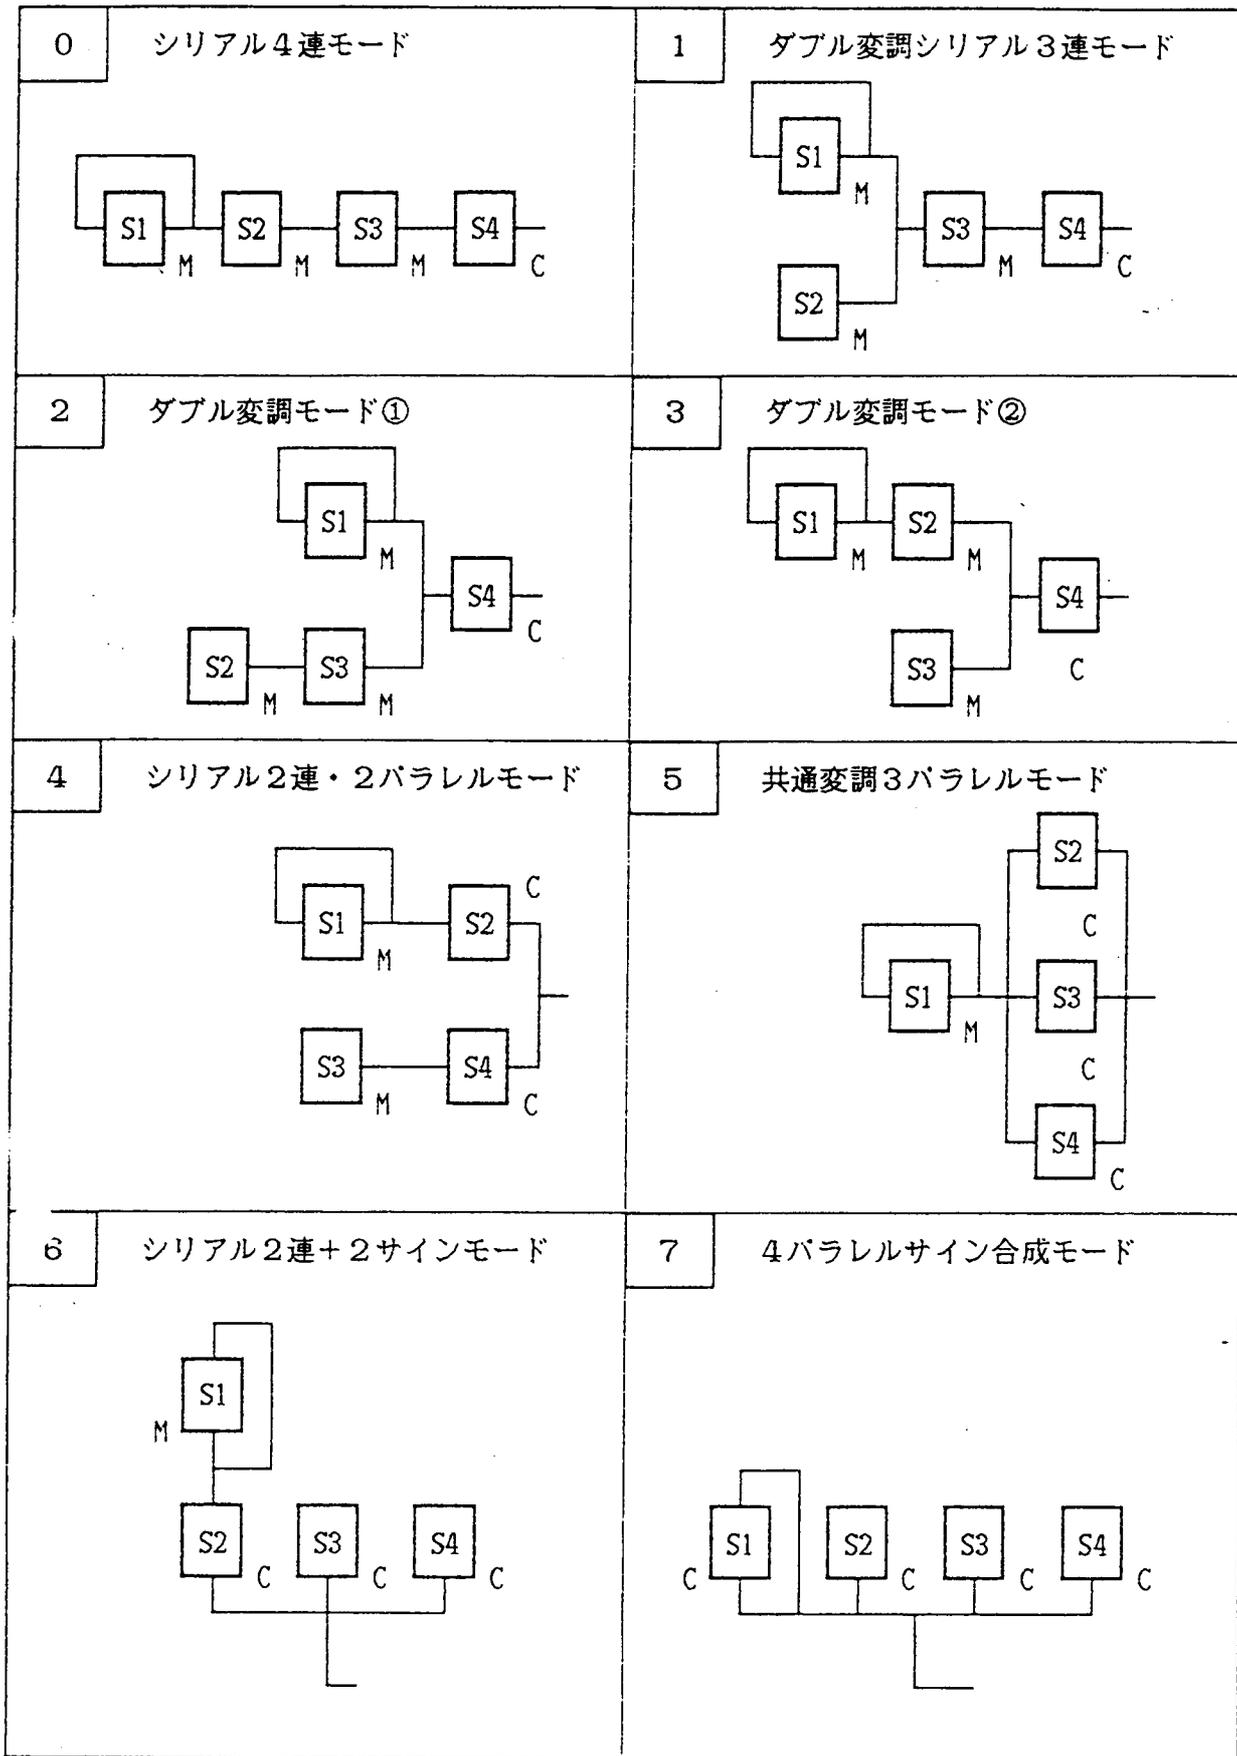 0 シリアル4連モード
S1 S2 S3 S4
M M M C
1 ダブル変調シリアル3連モード
S1
M
S3 S4
M C
S2
M
2 ダブル変調モード①
S1
M
S4
C
S2 S3
M M
3 ダブル変調モード②
S1 S2
M M
S4
S3
C
M
4 シリアル2連・2パラレルモード
C
S1 S2
M
S3 S4
M C
5 共通変調3パラレルモード
S2
C
S1 S3
M
C
S4
C
6 シリアル2連+2サインモード
S1
M
S2 S3 S4
C C C
7 4パラレルサイン合成モード
S1 S2 S3 S4
C C C C